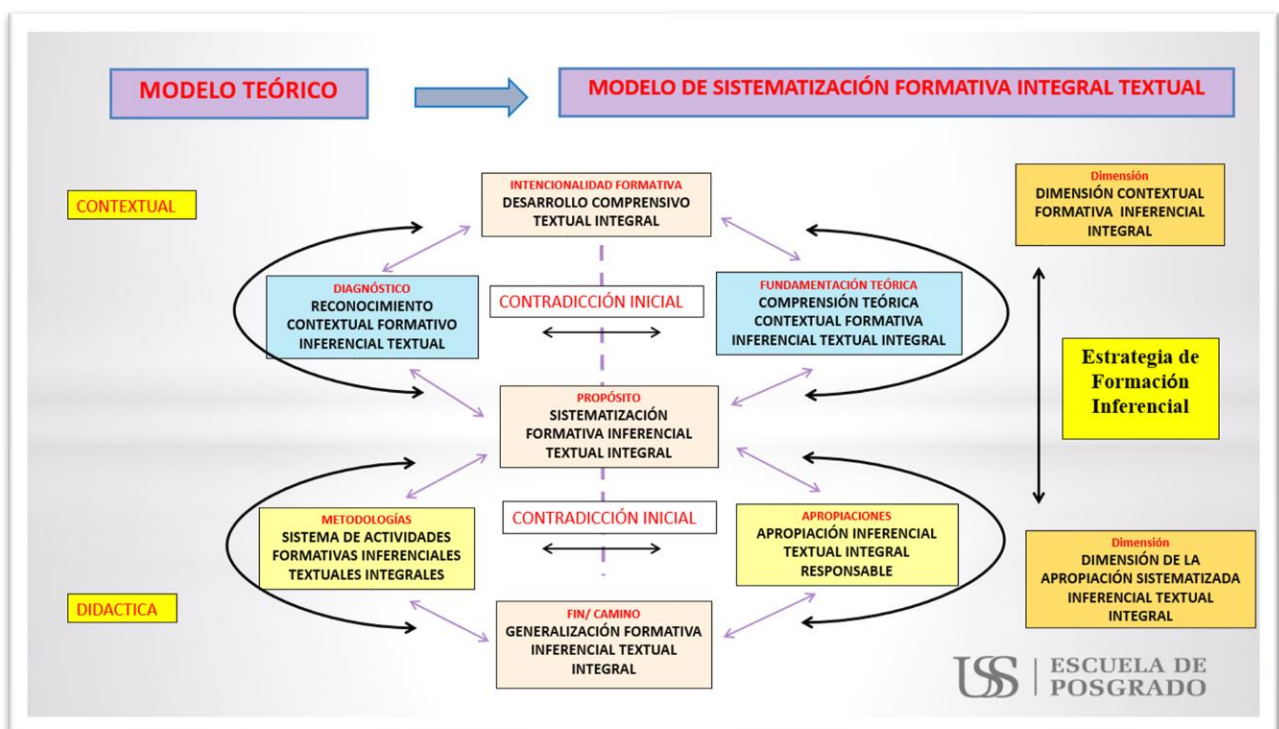 MODELO TEÓRICO
MODELO DE SISTEMATIZACIÓN FORMATIVA INTEGRAL TEXTUAL
CONTEXTUAL
INTENCIONALIDAD FORMATIVA
DESARROLLO COMPRENSIVO
TEXTUAL INTEGRAL
Dimensión
DIMENSIÓN CONTEXTUAL
FORMATIVA INFERENCIAL
INTEGRAL
DIAGNÓSTICO
RECONOCIMIENTO
CONTEXTUAL FORMATIVO
INFERENCIAL TEXTUAL
CONTRADICCIÓN INICIAL
FUNDAMENTACIÓN TEÓRICA
COMPRENSIÓN TEÓRICA
CONTEXTUAL FORMATIVA
INFERENCIAL TEXTUAL INTEGRAL
Estrategia de
Formación
Inferencial
PROPÓSITO
SISTEMATIZACIÓN
FORMATIVA INFERENCIAL
TEXTUAL INTEGRAL
METODOLOGÍAS
SISTEMA DE ACTIVIDADES
FORMATIVAS INFERENCIALES
TEXTUALES INTEGRALES
CONTRADICCIÓN INICIAL
APROPIACIONES
APROPIACIÓN INFERENCIAL
TEXTUAL INTEGRAL
RESPONSABLE
Dimensión
DIMENSIÓN DE LA
APROPIACIÓN SISTEMATIZADA
INFERENCIAL TEXTUAL
INTEGRAL
DIDACTICA
FIN/ CAMINO
GENERALIZACIÓN FORMATIVA
INFERENCIAL TEXTUAL
INTEGRAL
USS
ESCUELA DE
POSGRADO